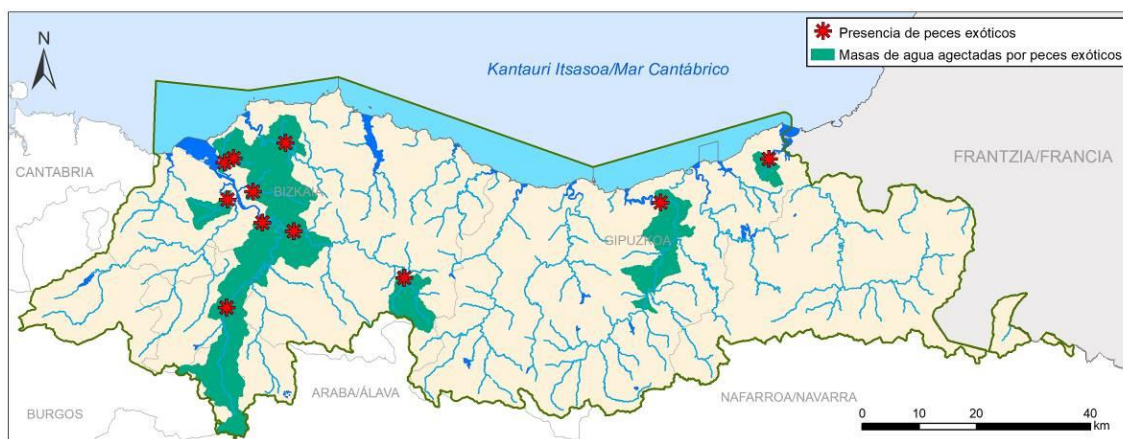 N
Presencia de peces exóticos
Masas de agua agectadas por peces exóticos
Kantauri Itsasoa/Mar Cantábrico
CANTABRIA
FRANTZIA/FRANCIA
BIZKAIA
GIPUZKOA
ARABA/ÁLAVA
NAFARROA/NAVARRA
BURGOS
0 10 20 40
km